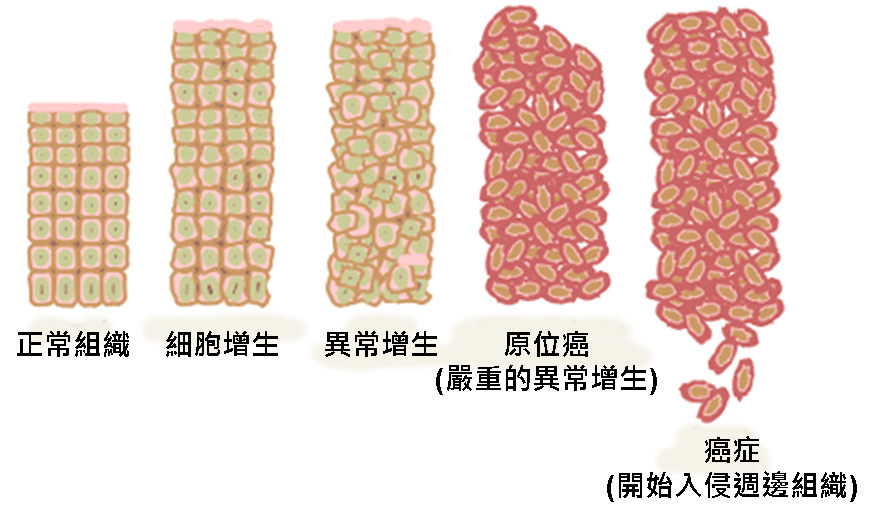 正常組織
細胞增生
異常增生
原位癌
(嚴重的異常增生)
癌症
(開始入侵週邊組織)